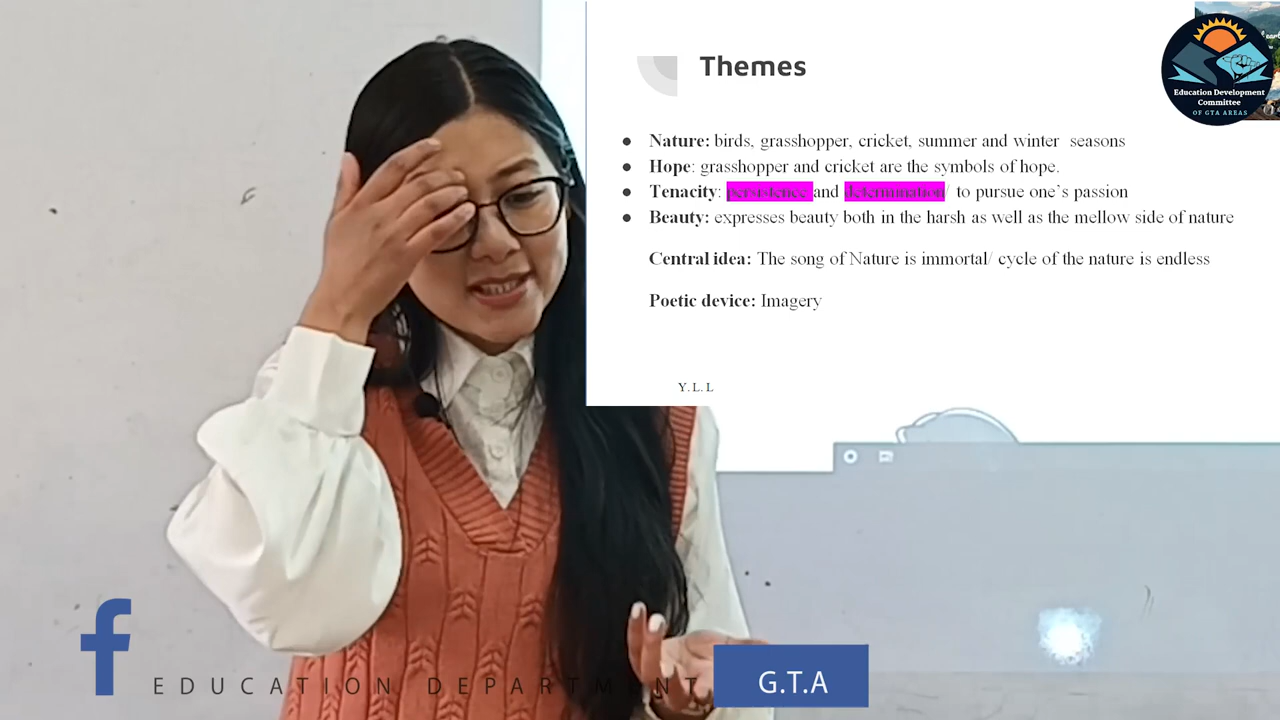 Themes
Education Development
Committee
OF GTA AREAS
• Nature: birds, grasshopper, cricket, summer and winter seasons
• Hope: grasshopper and cricket are the symbols of hope.
• Tenacity: persistence and determination/ to pursue one's passion
• Beauty: expresses beauty both in the harsh as well as the mellow side of nature
Central idea: The song of Nature is immortal/ cycle of the nature is endless
Poetic device: Imagery
Y.L.L
f
EDUCATION DEPARTMENT
G.T.A